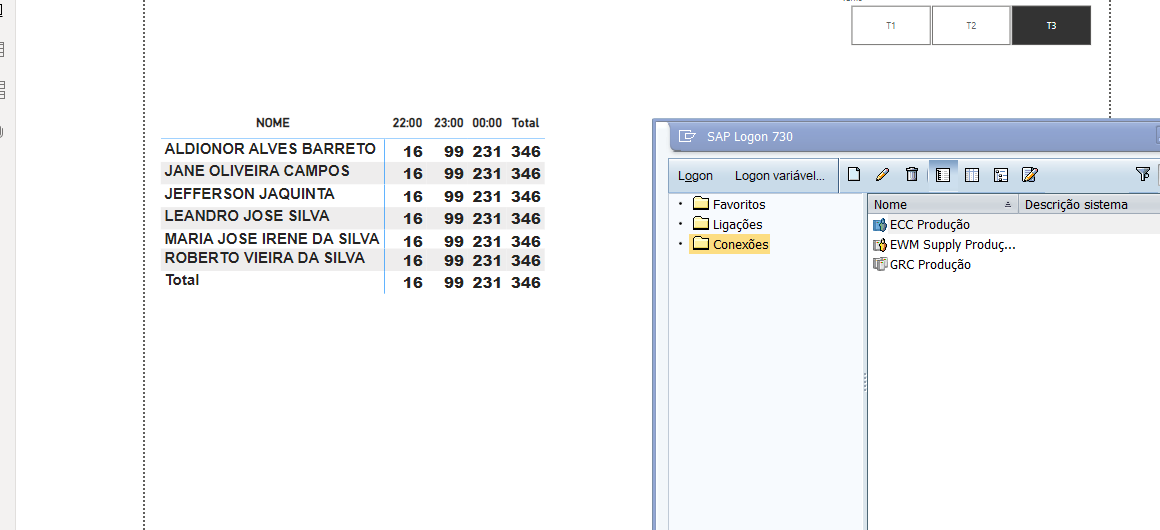 T1 T2 T3
NOME 22:00 23:00 00:00 Total
ALDIONOR ALVES BARRETO 16 99 231 346
JANE OLIVEIRA CAMPOS 16 99 231 346
JEFFERSON JAQUINTA 16 99 231 346
LEANDRO JOSE SILVA 16 99 231 346
MARIA JOSE IRENE DA SILVA 16 99 231 346
ROBERTO VIEIRA DA SILVA 16 99 231 346
Total 16 99 231 346
SAP Logon 730
Logon Logon variável...
Favoritos
Ligações
Conexões
Nome Descrição sistema
ECC Produção
EWM Supply Produç...
GRC Produção